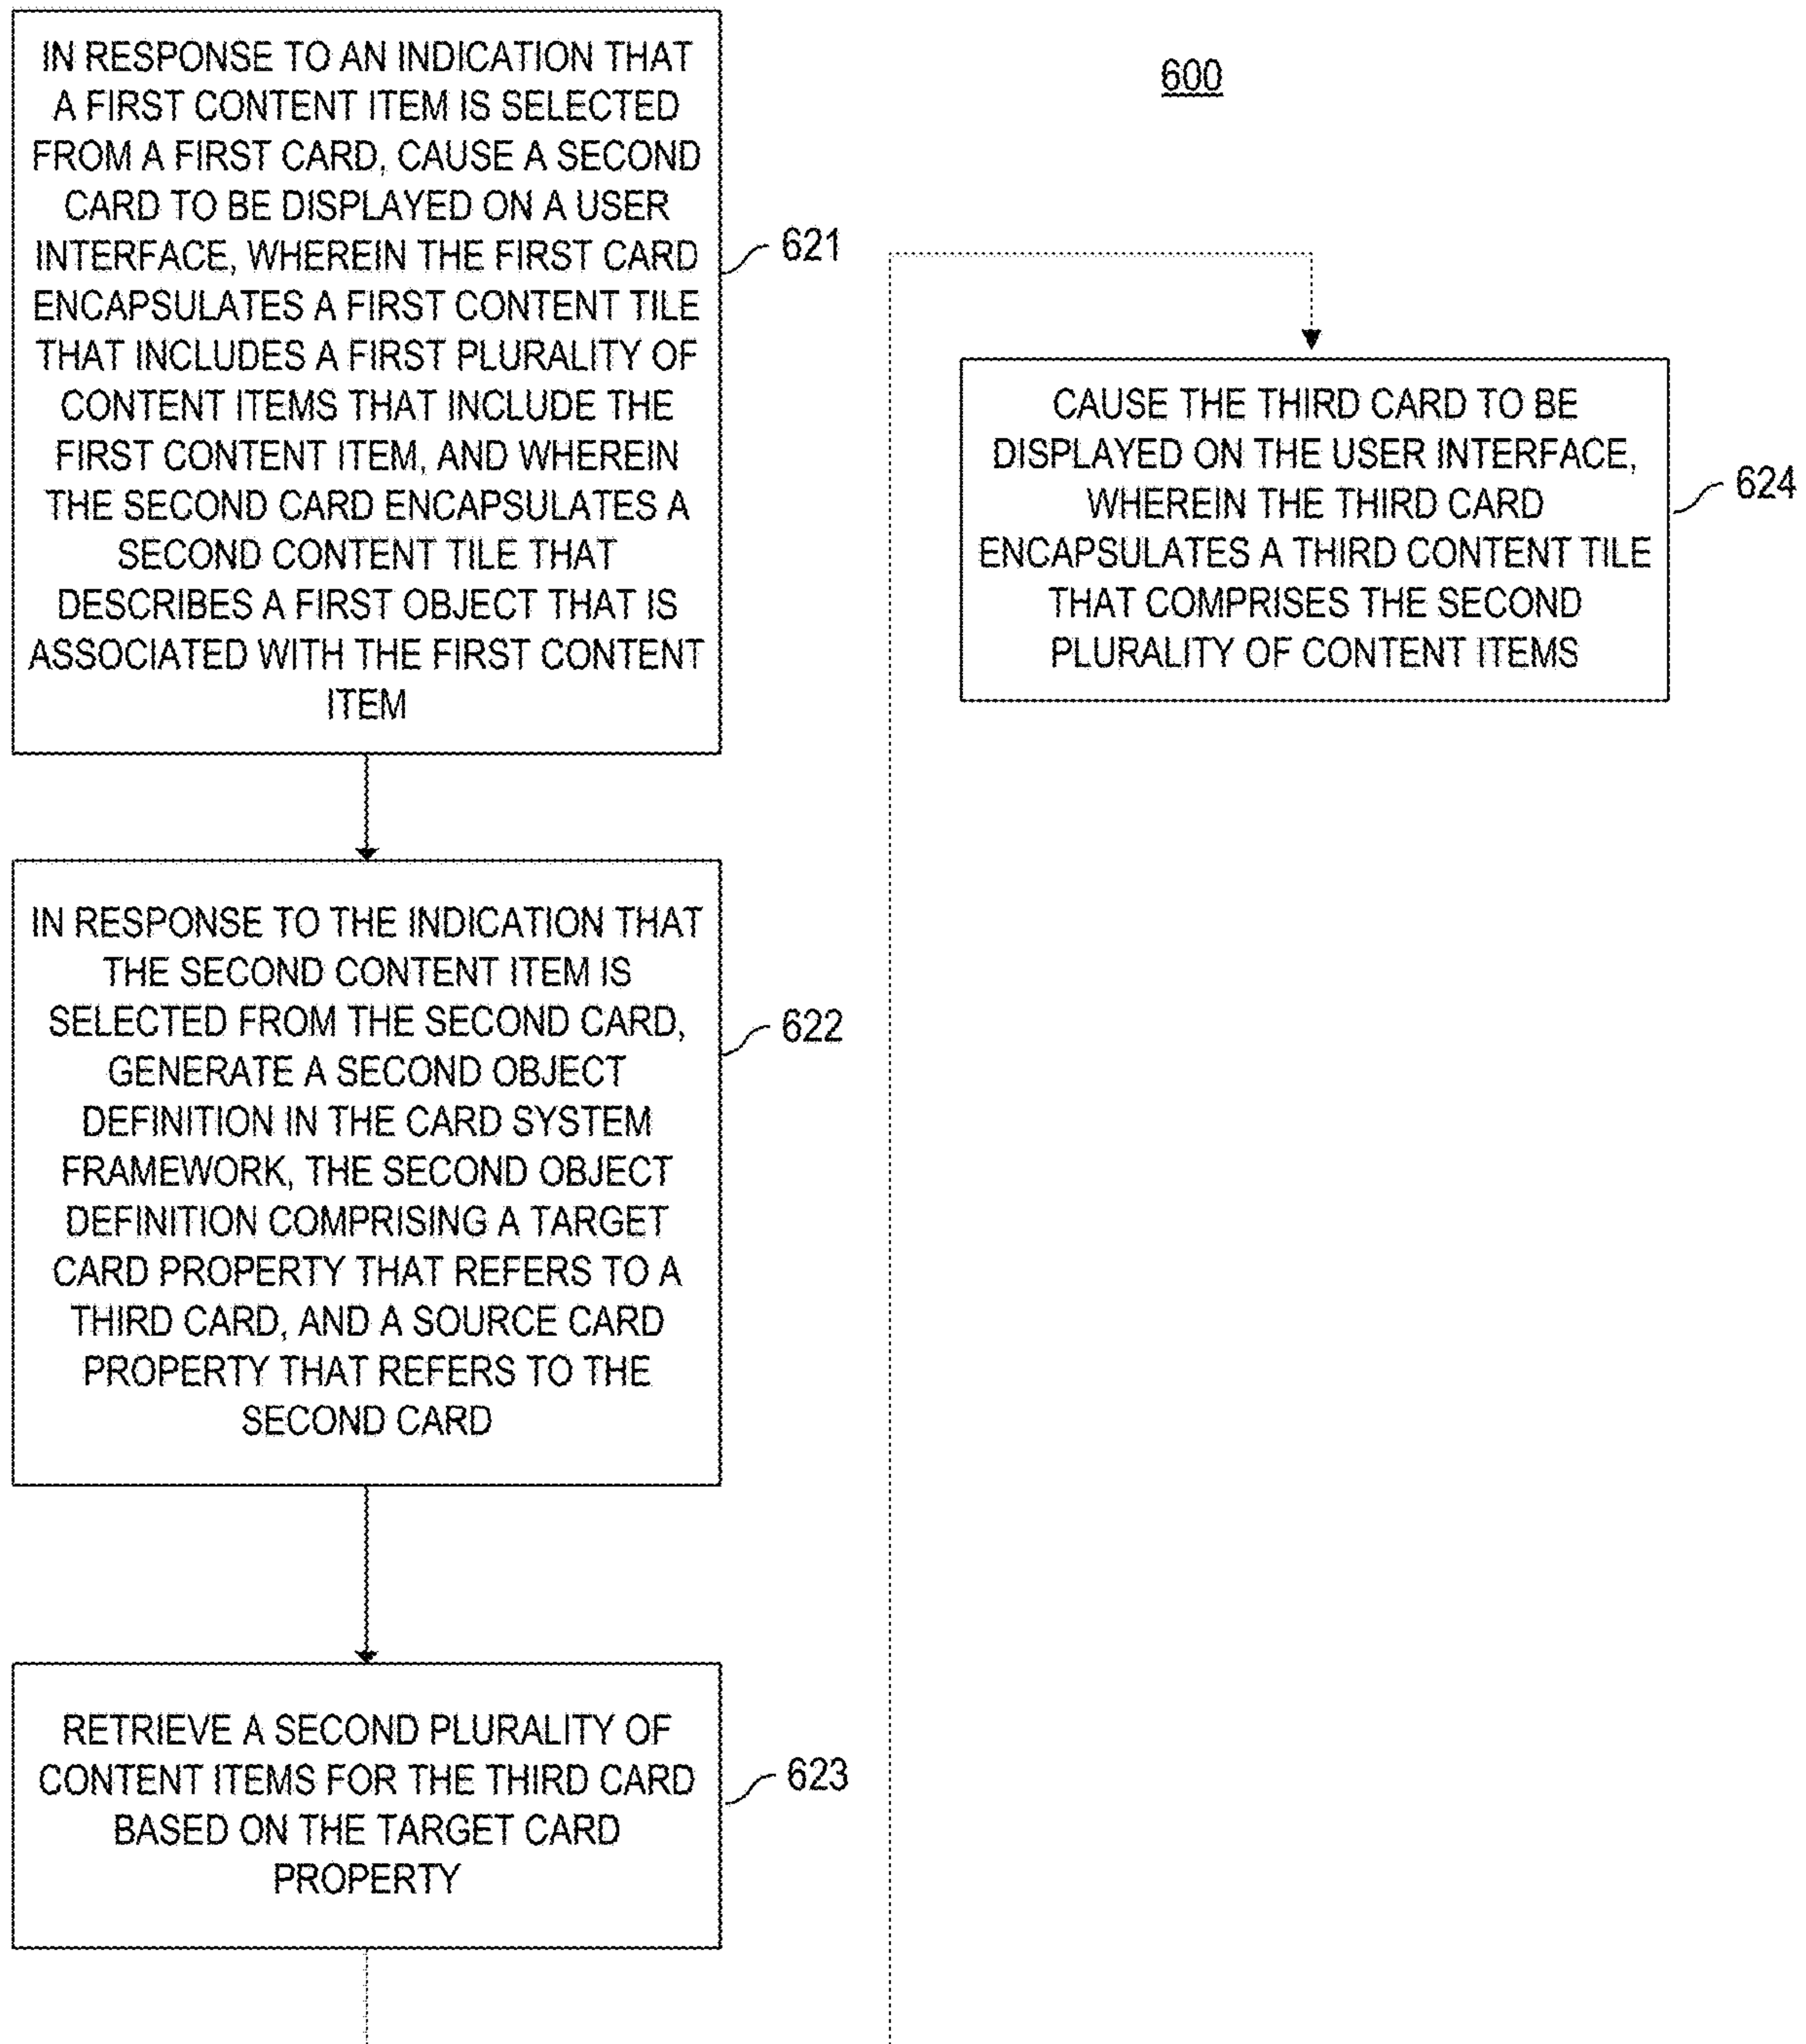 IN RESPONSE TO AN INDICATION THAT
A FIRST CONTENT ITEM IS SELECTED
FROM A FIRST CARD, CAUSE A SECOND
CARD TO BE DISPLAYED ON A USER
INTERFACE, WHEREIN THE FIRST CARD
ENCAPSULATES A FIRST CONTENT TILE
THAT INCLUDES A FIRST PLURALITY OF
CONTENT ITEMS THAT INCLUDE THE
FIRST CONTENT ITEM, AND WHEREIN
THE SECOND CARD ENCAPSULATES A
SECOND CONTENT TILE THAT
DESCRIBES A FIRST OBJECT THAT IS
ASSOCIATED WITH THE FIRST CONTENT
ITEM
621
IN RESPONSE TO THE INDICATION THAT
THE SECOND CONTENT ITEM IS
SELECTED FROM THE SECOND CARD,
GENERATE A SECOND OBJECT
DEFINITION IN THE CARD SYSTEM
FRAMEWORK, THE SECOND OBJECT
DEFINITION COMPRISING A TARGET
CARD PROPERTY THAT REFERS TO A
THIRD CARD, AND A SOURCE CARD
PROPERTY THAT REFERS TO THE
SECOND CARD
622
RETRIEVE A SECOND PLURALITY OF
CONTENT ITEMS FOR THE THIRD CARD
BASED ON THE TARGET CARD
PROPERTY
623
600
CAUSE THE THIRD CARD TO BE
DISPLAYED ON THE USER INTERFACE,
WHEREIN THE THIRD CARD
ENCAPSULATES A THIRD CONTENT TILE
THAT COMPRISES THE SECOND
PLURALITY OF CONTENT ITEMS
624